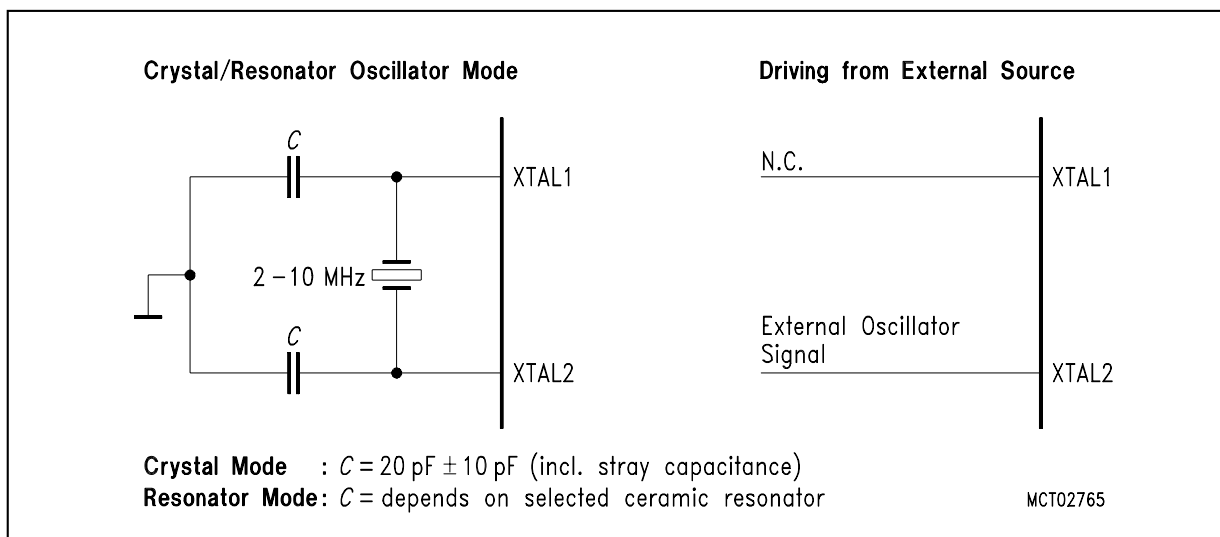 Crystal/Resonator Oscillator Mode
C
XTAL1
2 – 10 MHz
C
XTAL2
Driving from External Source
N.C.
XTAL1
External Oscillator
Signal
XTAL2
Crystal Mode : C = 20 pF ± 10 pF (incl. stray capacitance)
Resonator Mode: C = depends on selected ceramic resonator
MCT02765